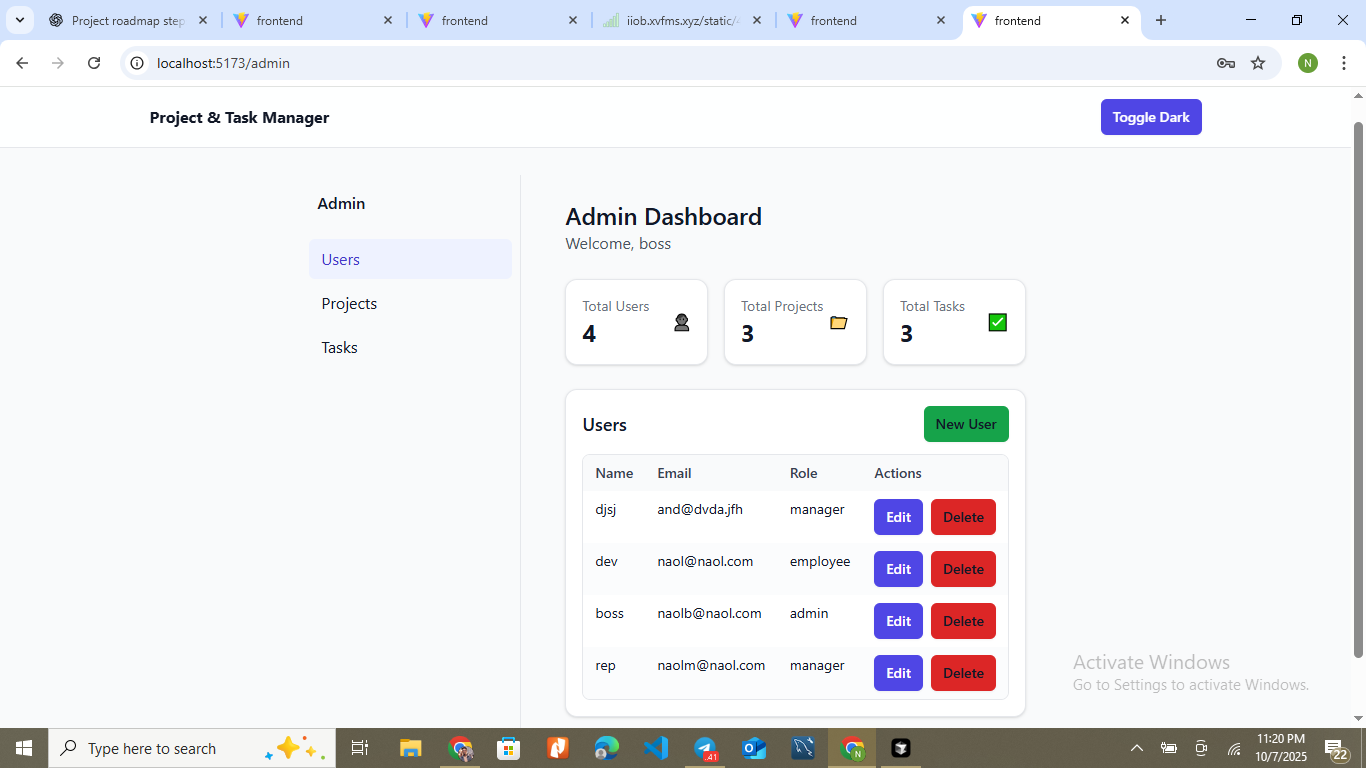 Project roadmap step
frontend
frontend
iiob.xvfms.xyz/static/
frontend
frontend
localhost:5173/admin
N
Project & Task Manager
Toggle Dark
Admin
Users
Projects
Tasks
Admin Dashboard
Welcome, boss
Total Users
4
Total Projects
3
Total Tasks
3
Users
New User
Name Email Role Actions
djsj and@dvda.jfh manager Edit Delete
dev naol@naol.com employee Edit Delete
boss naolb@naol.com admin Edit Delete
rep naolm@naol.com manager Edit Delete
Activate Windows
Go to Settings to activate Windows.
Type here to search
.41
N
11:20 PM
10/7/2025
22